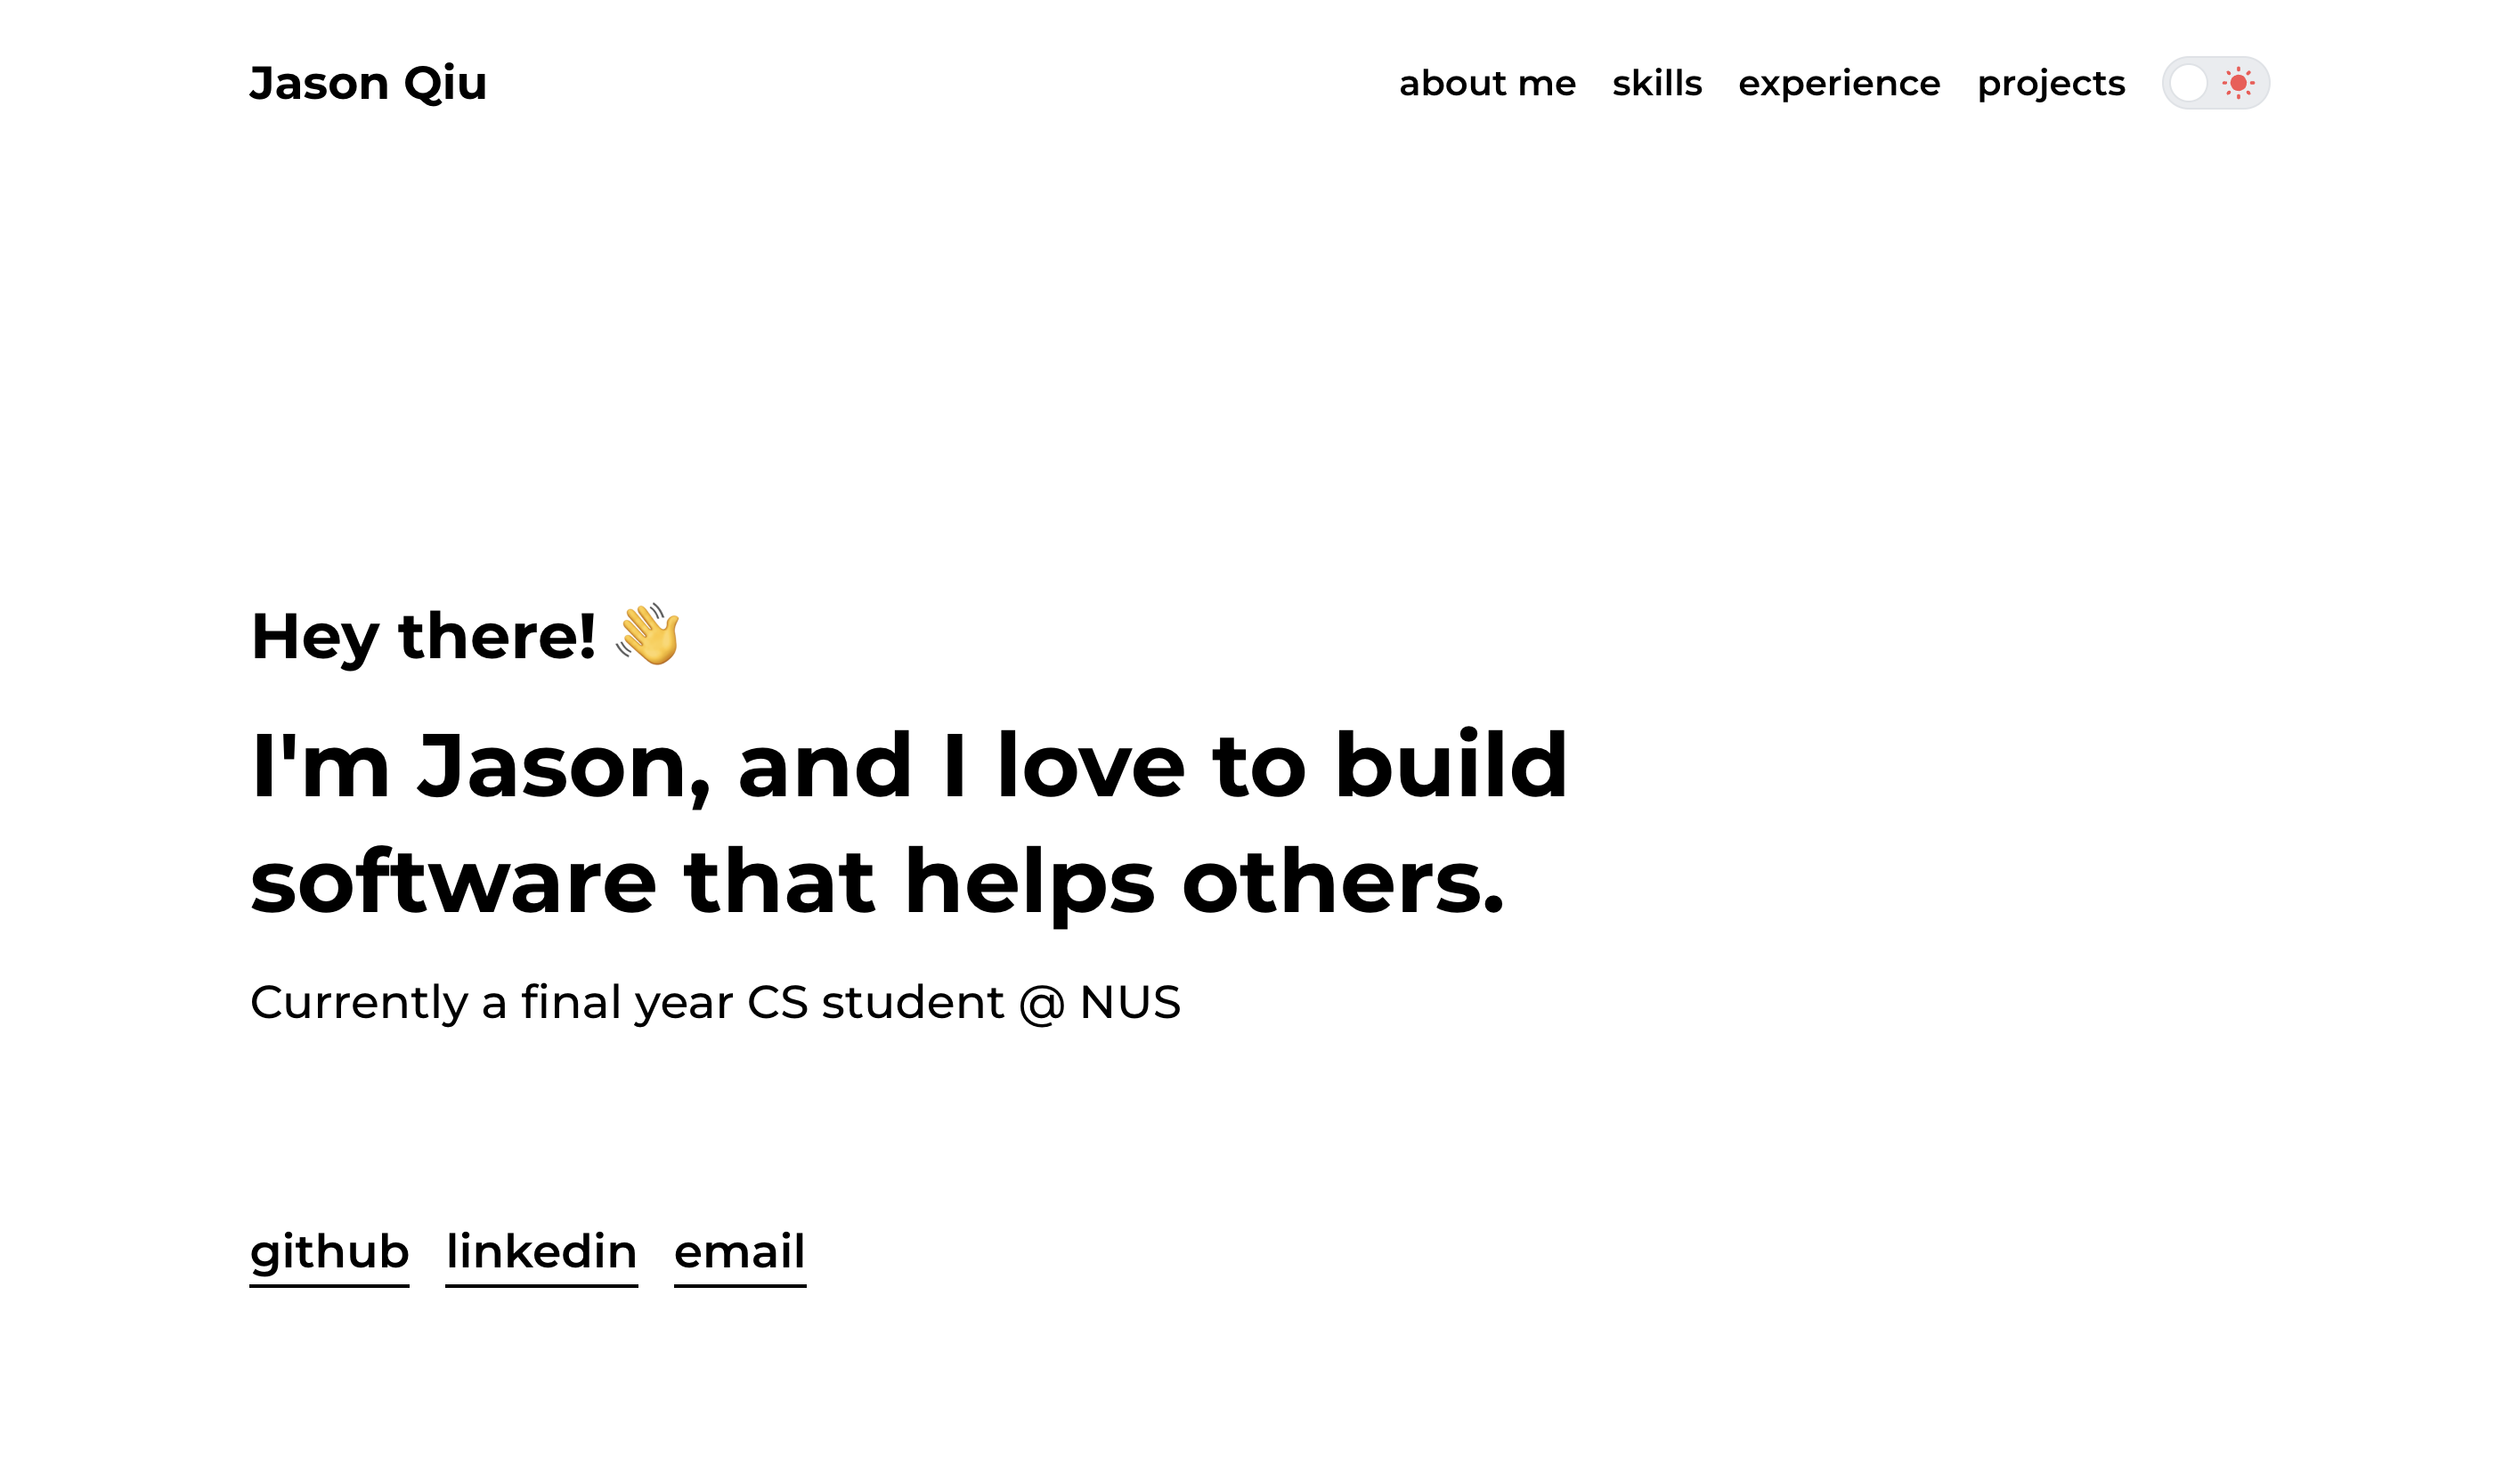 Jason Qiu
about me skills experience projects
Hey there! 👋
I'm Jason, and I love to build
software that helps others.
Currently a final year CS student @ NUS
github linkedin email